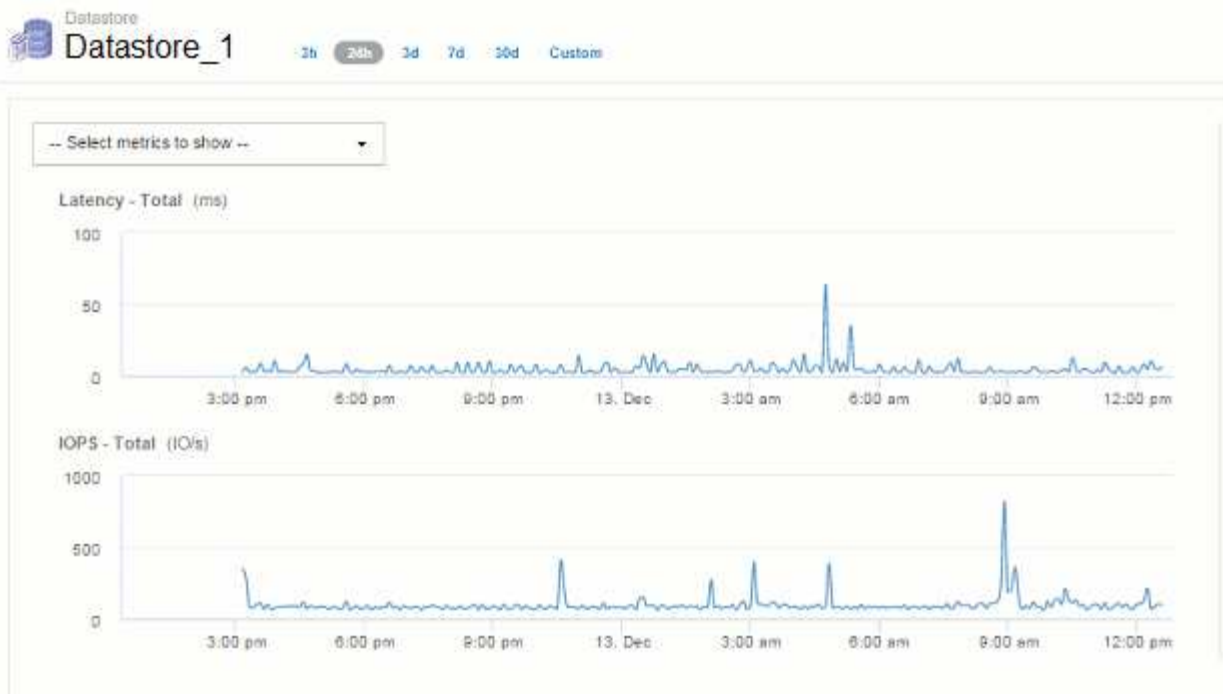 Datastore
Datastore_1
3h 24h 3d 7d 30d Custom
-- Select metrics to show --
Latency - Total (ms)
100
50
0
3:00 pm 6:00 pm 9:00 pm 13. Dec 3:00 am 6:00 am 9:00 am 12:00 pm
IOPS - Total (IO/s)
1000
500
0
3:00 pm 6:00 pm 9:00 pm 13. Dec 3:00 am 6:00 am 9:00 am 12:00 pm